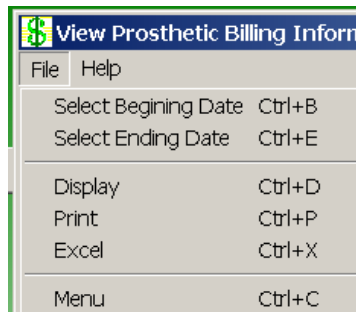 View Prosthetic Billing Inforn
File Help
Select Begining Date Ctrl+B
Select Ending Date Ctrl+E
Display Ctrl+D
Print Ctrl+P
Excel Ctrl+X
Menu Ctrl+C